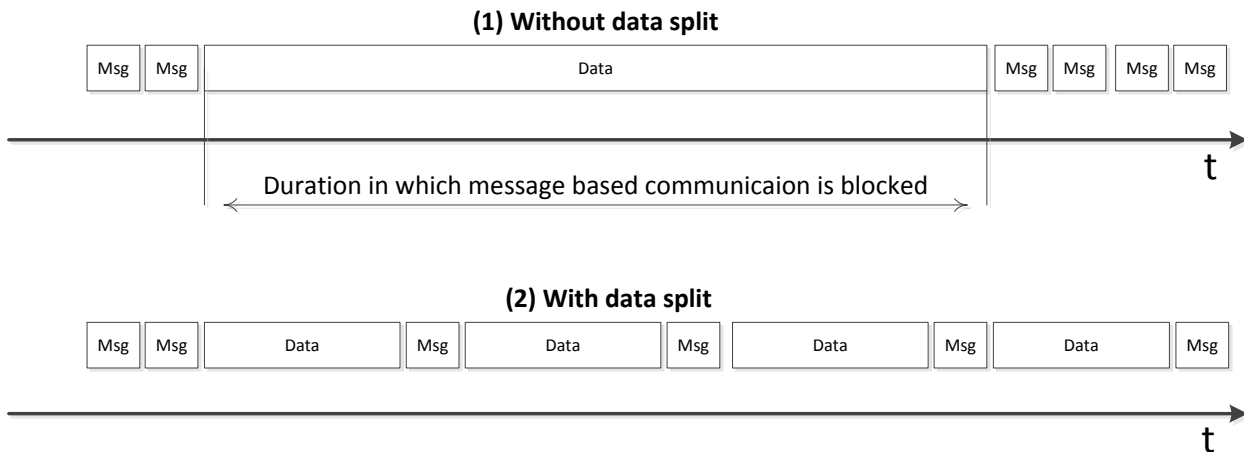 (1) Without data split
Msg Msg Data Msg Msg Msg Msg
t
Duration in which message based communicaion is blocked
(2) With data split
Msg Msg Data Msg Data Msg Data Msg Data Msg
t